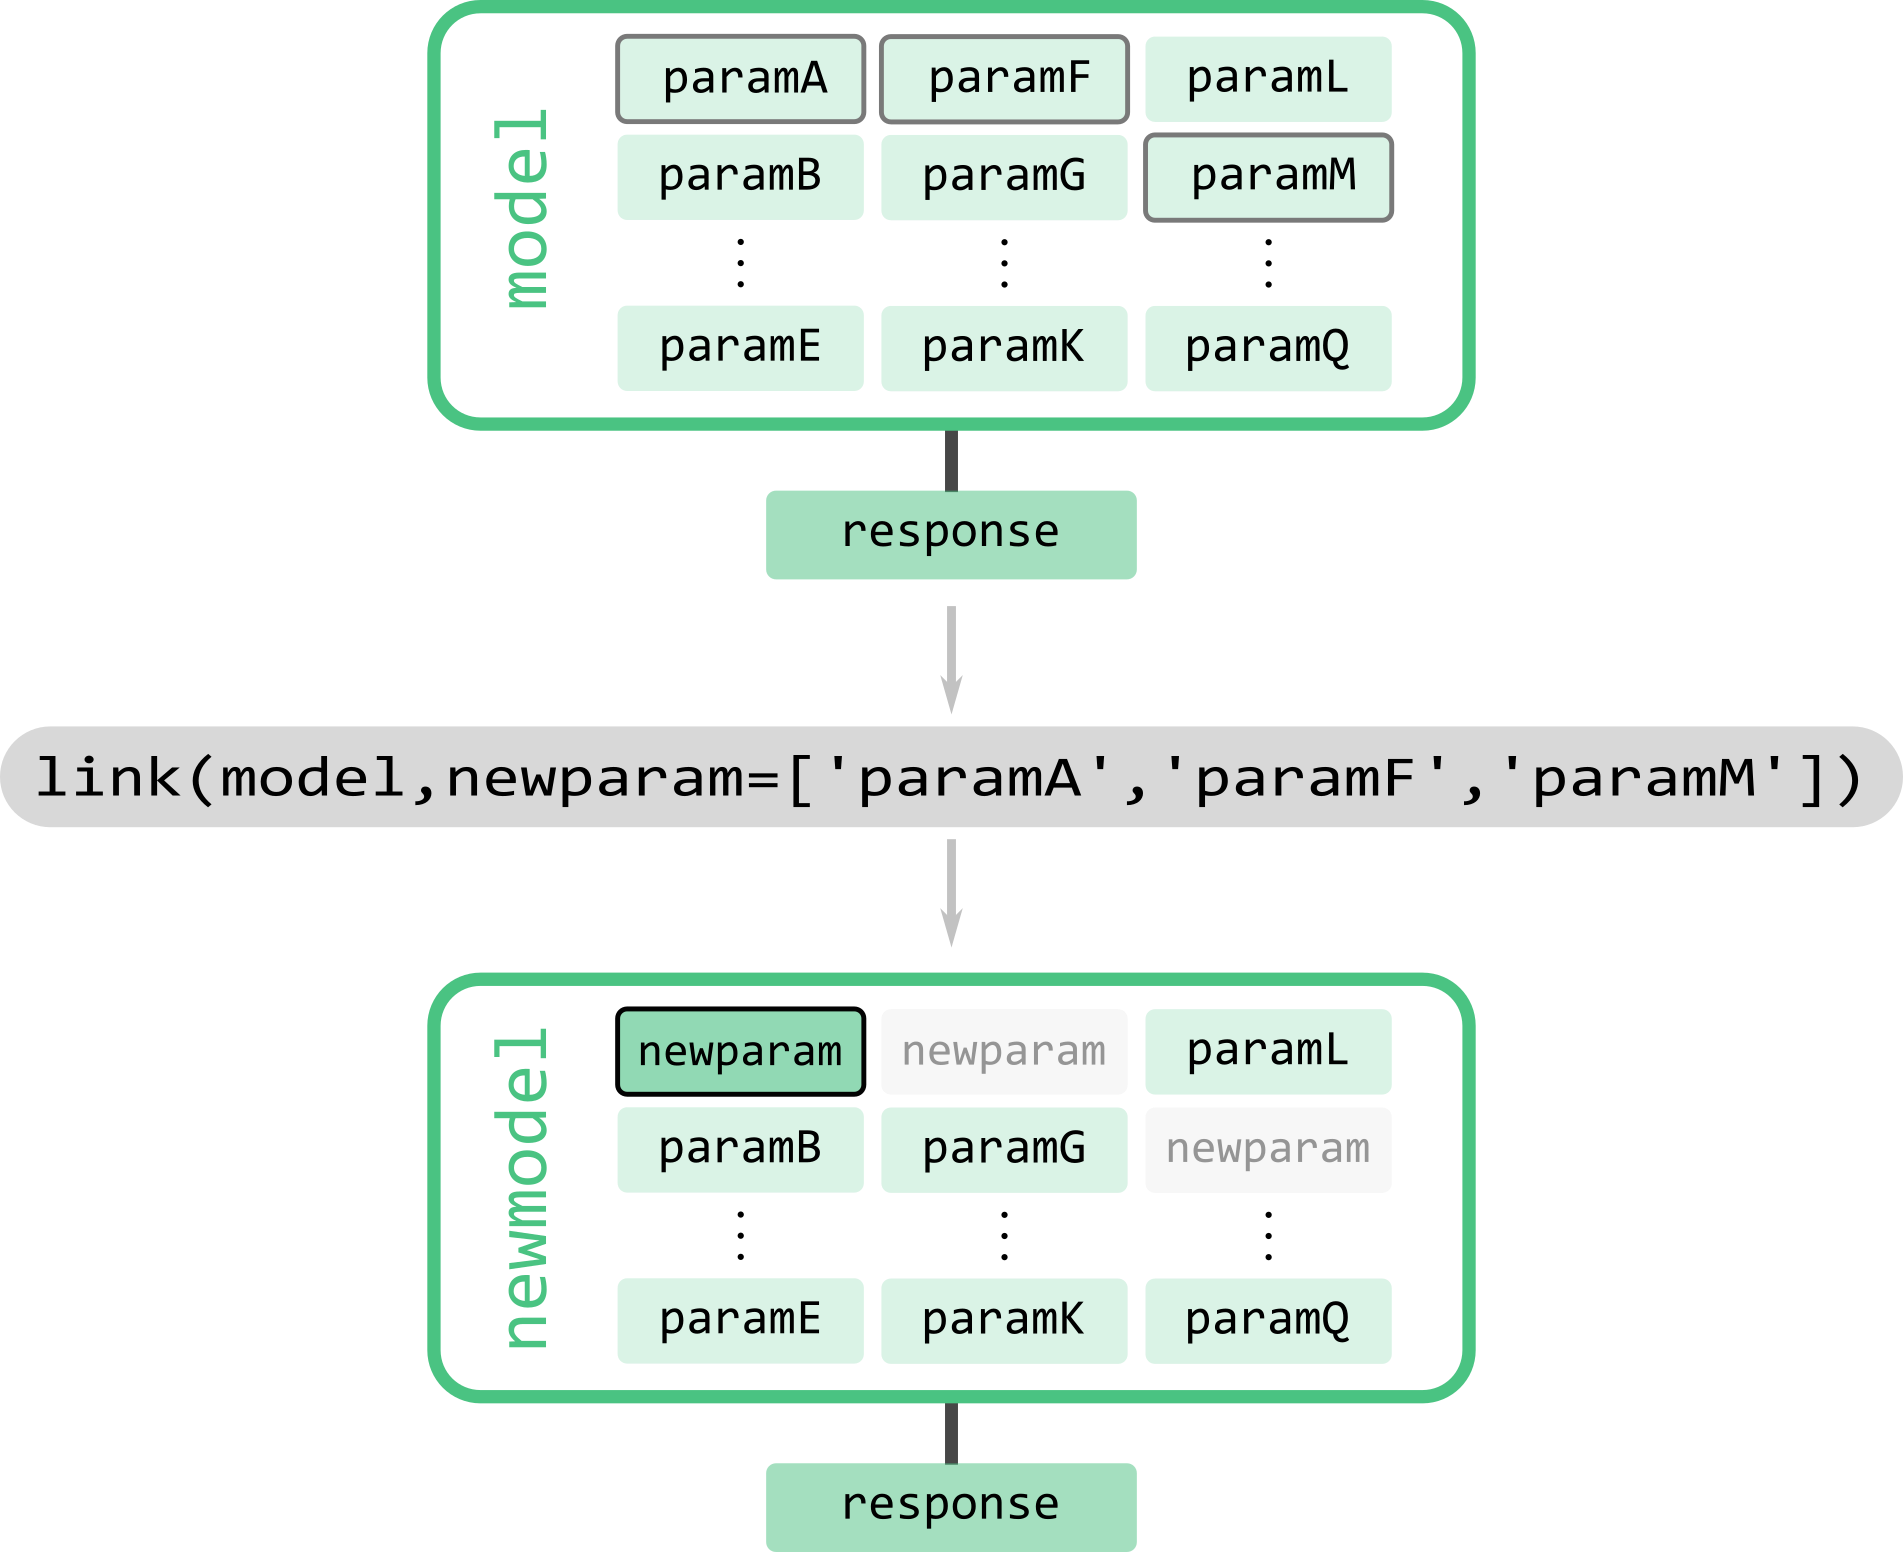 model
paramA paramF paramL
paramB paramG paramM
⋮ ⋮ ⋮
paramE paramK paramQ
response
link(model,newparam=['paramA','paramF','paramM'])
newmodel
newparam newparam paramL
paramB paramG newparam
⋮ ⋮ ⋮
paramE paramK paramQ
response